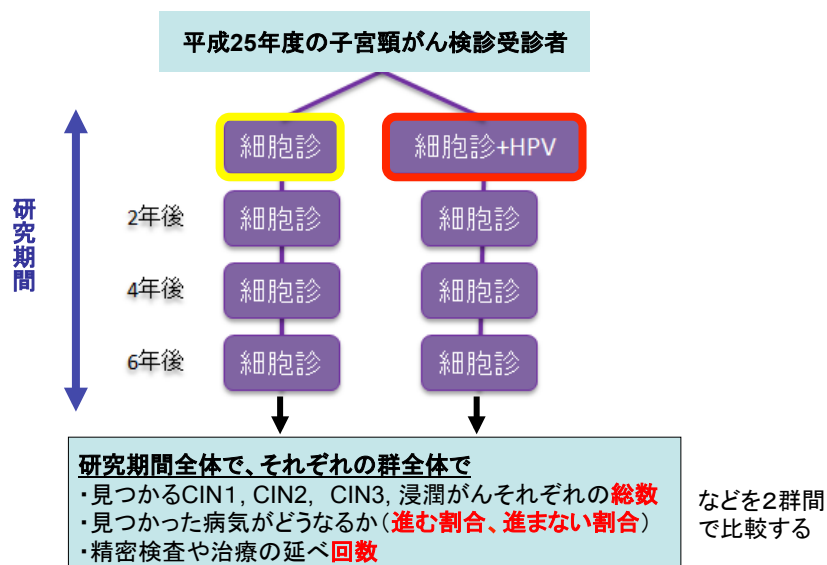 平成25年度の子宮頸がん検診受診者
細胞診
細胞診+HPV
研究期間
2年後
細胞診
細胞診
4年後
細胞診
細胞診
6年後
細胞診
細胞診
研究期間全体で、それぞれの群全体で
・見つかるCIN1, CIN2, CIN3, 浸潤がんそれぞれの総数
・見つかった病気がどうなるか（進む割合、進まない割合）
・精密検査や治療の延べ回数
などを２群間
で比較する